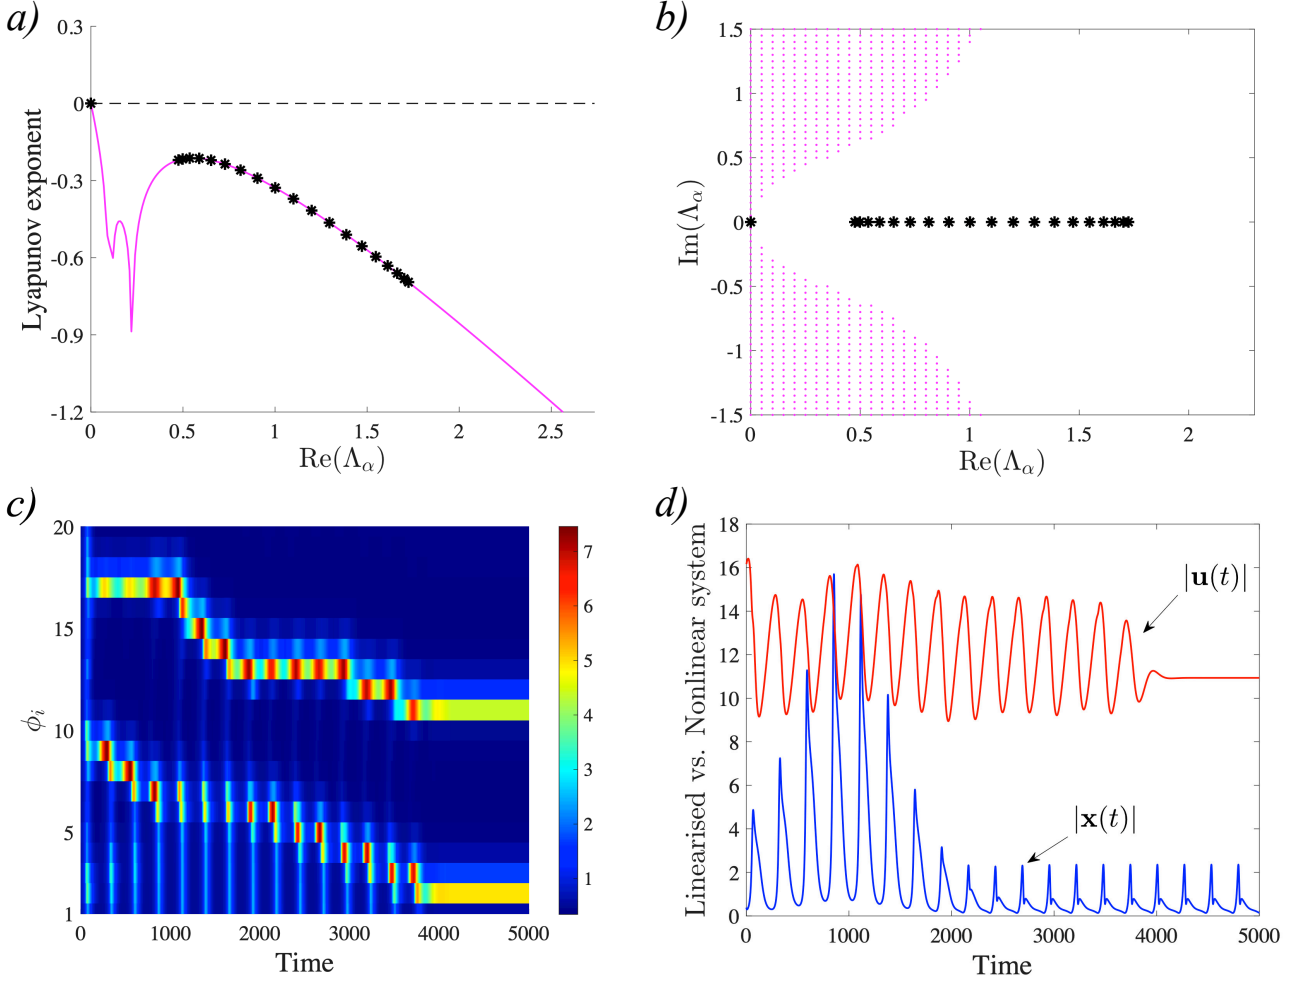 a)
0.3
0
-0.3
-0.6
-0.9
-1.2
Lyapunov exponent
0 0.5 1 1.5 2 2.5
Re(Λα)
b)
1.5
1
0.5
0
-0.5
-1
-1.5
Im(Λα)
0 0.5 1 1.5 2
Re(Λα)
c)
20
15
10
5
1
ϕi
0 1000 2000 3000 4000 5000
Time
7
6
5
4
3
2
1
d)
18
16
14
12
10
8
6
4
2
0
Linearised vs. Nonlinear system
|u(t)|
|x(t)|
0 1000 2000 3000 4000 5000
Time